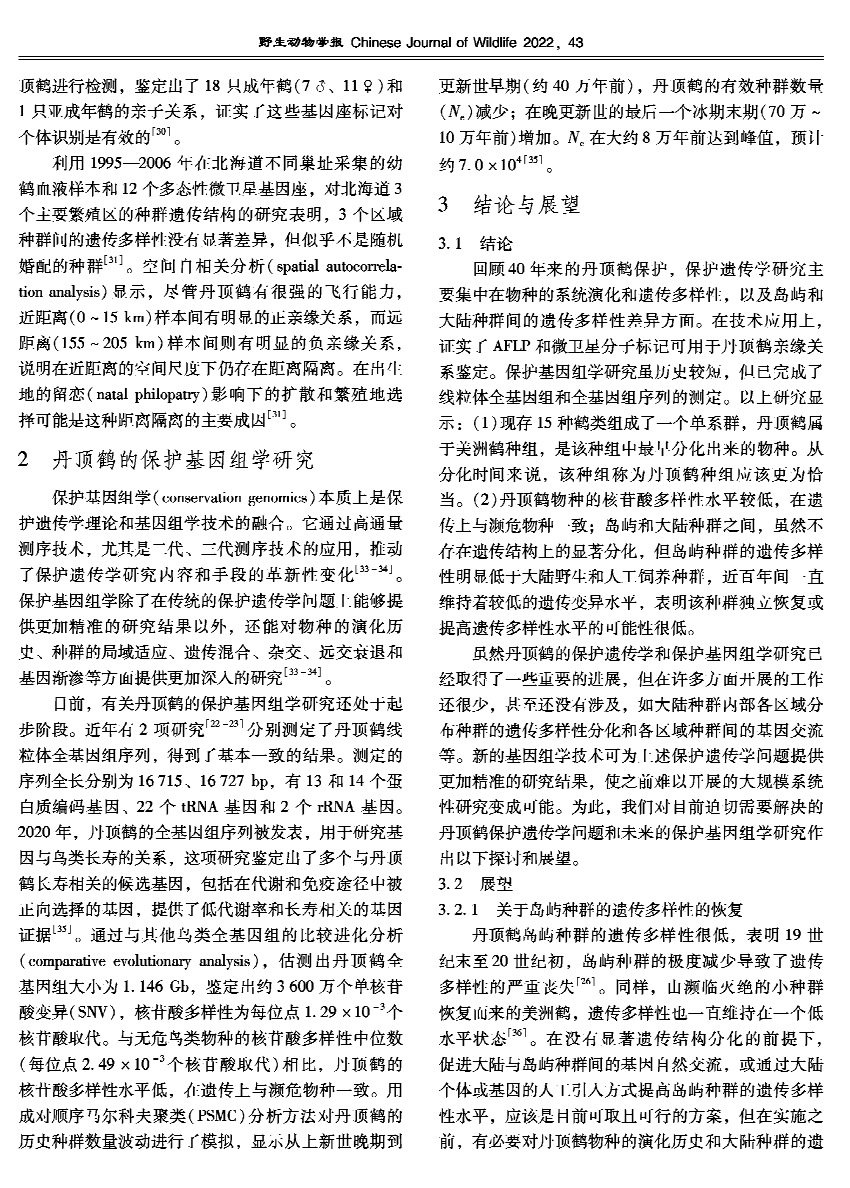 野生动物学报 Chinese Journal of Wildlife 2022, 43
顶鹤进行检测，鉴定出了 18 只成年鹤(7♂、11♀)和
1 只亚成年鹤的亲子关系，证实了这些基因座标记对
个体识别是有效的[30]。
利用 1995—2006 年在北海道不同巢址采集的幼
鹤血液样本和 12 个多态性微卫星基因座，对北海道 3
个主要繁殖区的种群遗传结构的研究表明，3 个区域
种群间的遗传多样性没有显著差异，但似乎不是随机
婚配的种群[31]。空间自相关分析(spatial autocorrela-
tion analysis)显示，尽管丹顶鹤有很强的飞行能力，
近距离(0～15 km)样本间有明显的正亲缘关系，而远
距离(155～205 km)样本间则有明显的负亲缘关系，
说明在近距离的空间尺度下仍存在距离隔离。在出生
地的留恋(natal philopatry)影响下的扩散和繁殖地选
择可能是这种距离隔离的主要成因[31]。
2 丹顶鹤的保护基因组学研究
保护基因组学(conservation genomics)本质上是保
护遗传学理论和基因组学技术的融合。它通过高通量
测序技术，尤其是二代、三代测序技术的应用，推动
了保护遗传学研究内容和手段的革新性变化[33-34]。
保护基因组学除了在传统的保护遗传学问题上能够提
供更加精准的研究结果以外，还能对物种的演化历
史、种群的局域适应、遗传混合、杂交、远交衰退和
基因渐渗等方面提供更加深入的研究[33-34]。
目前，有关丹顶鹤的保护基因组学研究还处于起
步阶段。近年有 2 项研究[22-23]分别测定了丹顶鹤线
粒体全基因组序列，得到了基本一致的结果。测定的
序列全长分别为 16 715、16 727 bp，有 13 和 14 个蛋
白质编码基因、22 个 tRNA 基因和 2 个 rRNA 基因。
2020 年，丹顶鹤的全基因组序列被发表，用于研究基
因与鸟类长寿的关系，这项研究鉴定出了多个与丹顶
鹤长寿相关的候选基因，包括在代谢和免疫途径中被
正向选择的基因，提供了低代谢率和长寿相关的基因
证据[35]。通过与其他鸟类全基因组的比较进化分析
(comparative evolutionary analysis)，估测出丹顶鹤全
基因组大小为 1.146 Gb，鉴定出约 3 600 万个单核苷
酸变异(SNV)，核苷酸多样性为每位点 1.29×10⁻³个
核苷酸取代。与无危鸟类物种的核苷酸多样性中位数
(每位点 2.49×10⁻³个核苷酸取代)相比，丹顶鹤的
核苷酸多样性水平低，在遗传上与濒危物种一致。用
成对顺序马尔科夫聚类(PSMC)分析方法对丹顶鹤的
历史种群数量波动进行了模拟，显示从上新世晚期到
更新世早期(约 40 万年前)，丹顶鹤的有效种群数量
(Ne)减少；在晚更新世的最后一个冰期末期(70 万～
10 万年前)增加。Ne 在大约 8 万年前达到峰值，预计
约 7.0×10⁴[35]。
3 结论与展望
3.1 结论
回顾 40 年来的丹顶鹤保护，保护遗传学研究主
要集中在物种的系统演化和遗传多样性，以及岛屿和
大陆种群间的遗传多样性差异方面。在技术应用上，
证实了 AFLP 和微卫星分子标记可用于丹顶鹤亲缘关
系鉴定。保护基因组学研究虽历史较短，但已完成了
线粒体全基因组和全基因组序列的测定。以上研究显
示：(1)现存 15 种鹤类组成了一个单系群，丹顶鹤属
于美洲鹤种组，是该种组中最早分化出来的物种。从
分化时间来说，该种组称为丹顶鹤种组应该更为恰
当。(2)丹顶鹤物种的核苷酸多样性水平较低，在遗
传上与濒危物种一致；岛屿和大陆种群之间，虽然不
存在遗传结构上的显著分化，但岛屿种群的遗传多样
性明显低于大陆野生和人工饲养种群，近百年间一直
维持着较低的遗传变异水平，表明该种群独立恢复或
提高遗传多样性水平的可能性很低。
虽然丹顶鹤的保护遗传学和保护基因组学研究已
经取得了一些重要的进展，但在许多方面开展的工作
还很少，甚至还没有涉及，如大陆种群内部各区域分
布种群的遗传多样性分化和各区域种群间的基因交流
等。新的基因组学技术可为上述保护遗传学问题提供
更加精准的研究结果，使之前难以开展的大规模系统
性研究变成可能。为此，我们对目前迫切需要解决的
丹顶鹤保护遗传学问题和未来的保护基因组学研究作
出以下探讨和展望。
3.2 展望
3.2.1 关于岛屿种群的遗传多样性的恢复
丹顶鹤岛屿种群的遗传多样性很低，表明 19 世
纪末至 20 世纪初，岛屿种群的极度减少导致了遗传
多样性的严重丧失[26]。同样，由濒临灭绝的小种群
恢复而来的美洲鹤，遗传多样性也一直维持在一个低
水平状态[36]。在没有显著遗传结构分化的前提下，
促进大陆与岛屿种群间的基因自然交流，或通过大陆
个体或基因的人工引入方式提高岛屿种群的遗传多样
性水平，应该是目前可取且可行的方案，但在实施之
前，有必要对丹顶鹤物种的演化历史和大陆种群的遗